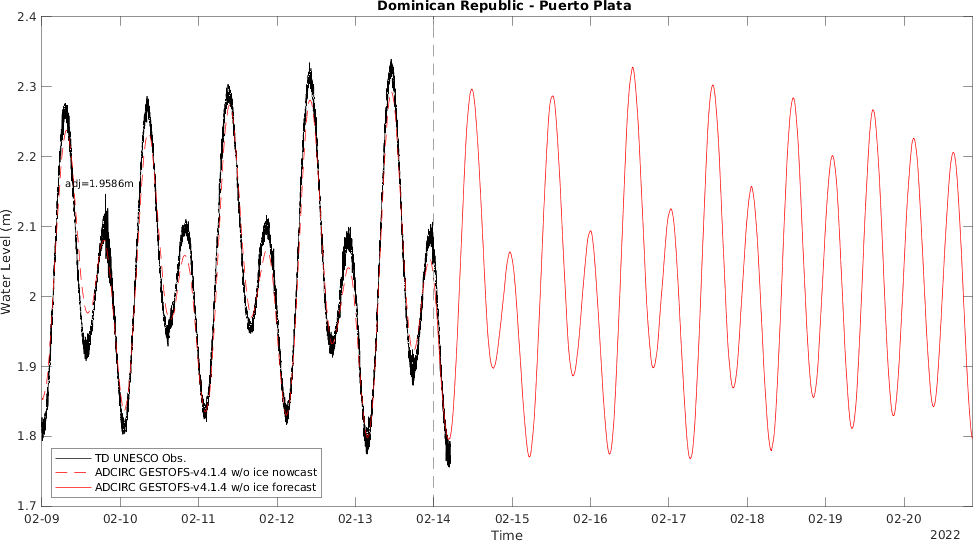 Dominican Republic - Puerto Plata
2.4
2.3
2.2
2.1
2
1.9
1.8
1.7
Water Level (m)
adj=1.9586m
TD UNESCO Obs.
ADCIRC GESTOFS-v4.1.4 w/o ice nowcast
ADCIRC GESTOFS-v4.1.4 w/o ice forecast
02-09 02-10 02-11 02-12 02-13 02-14 02-15 02-16 02-17 02-18 02-19 02-20
Time
2022